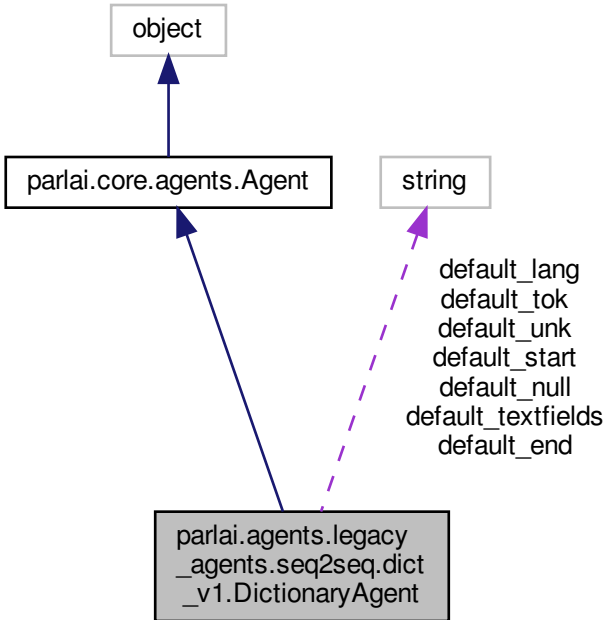 object
parlai.core.agents.Agent
string
default_lang
default_tok
default_unk
default_start
default_null
default_textfields
default_end
parlai.agents.legacy
_agents.seq2seq.dict
_v1.DictionaryAgent